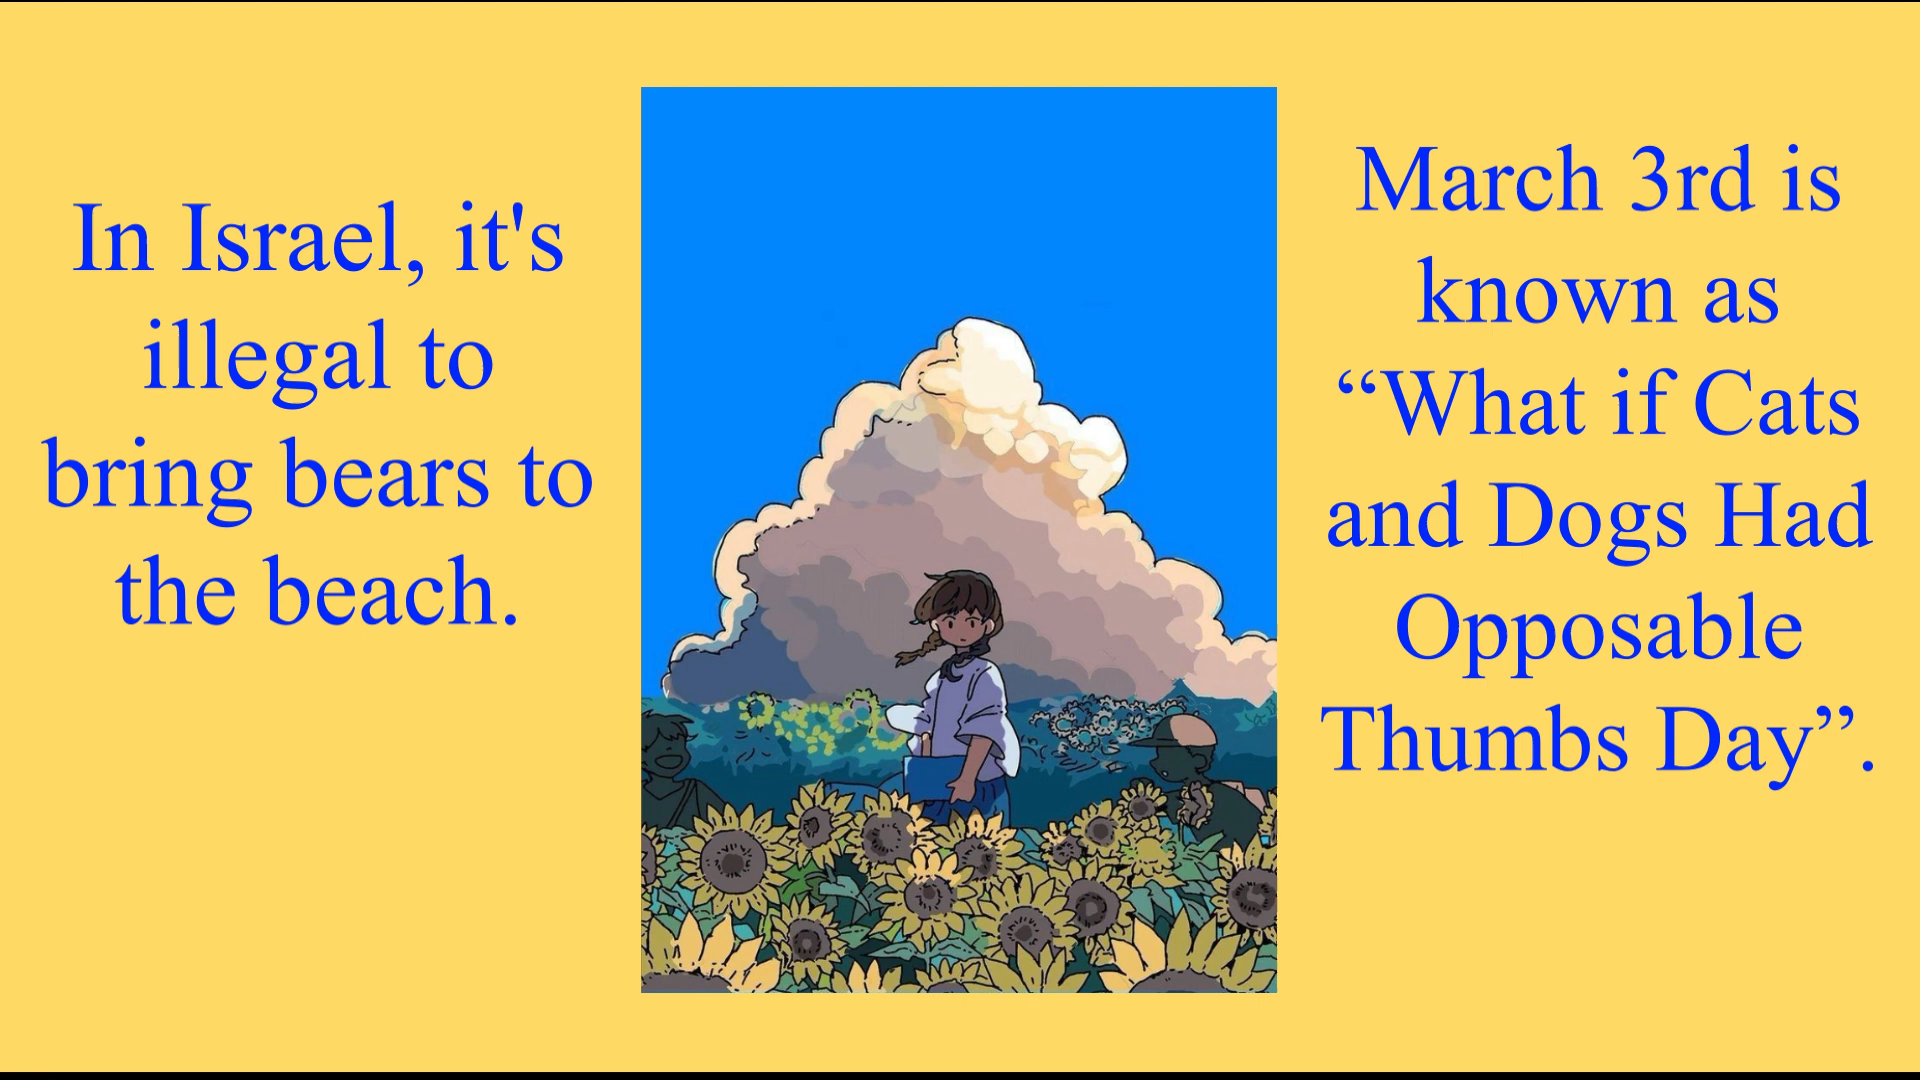 In Israel, it's
illegal to
bring bears to
the beach.
March 3rd is
known as
“What if Cats
and Dogs Had
Opposable
Thumbs Day”.